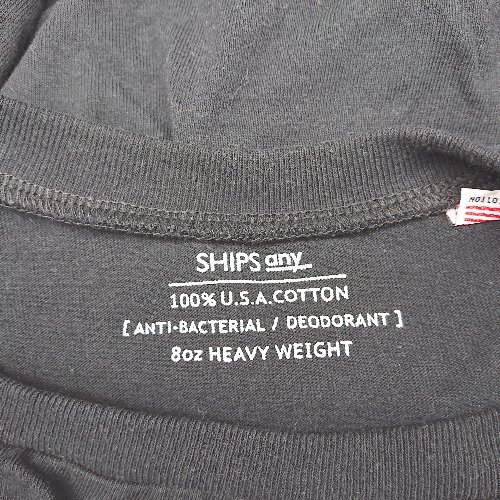 SHIPS any
100% U.S.A.COTTON
[ ANTI-BACTERIAL / DEODORANT ]
8oz HEAVY WEIGHT